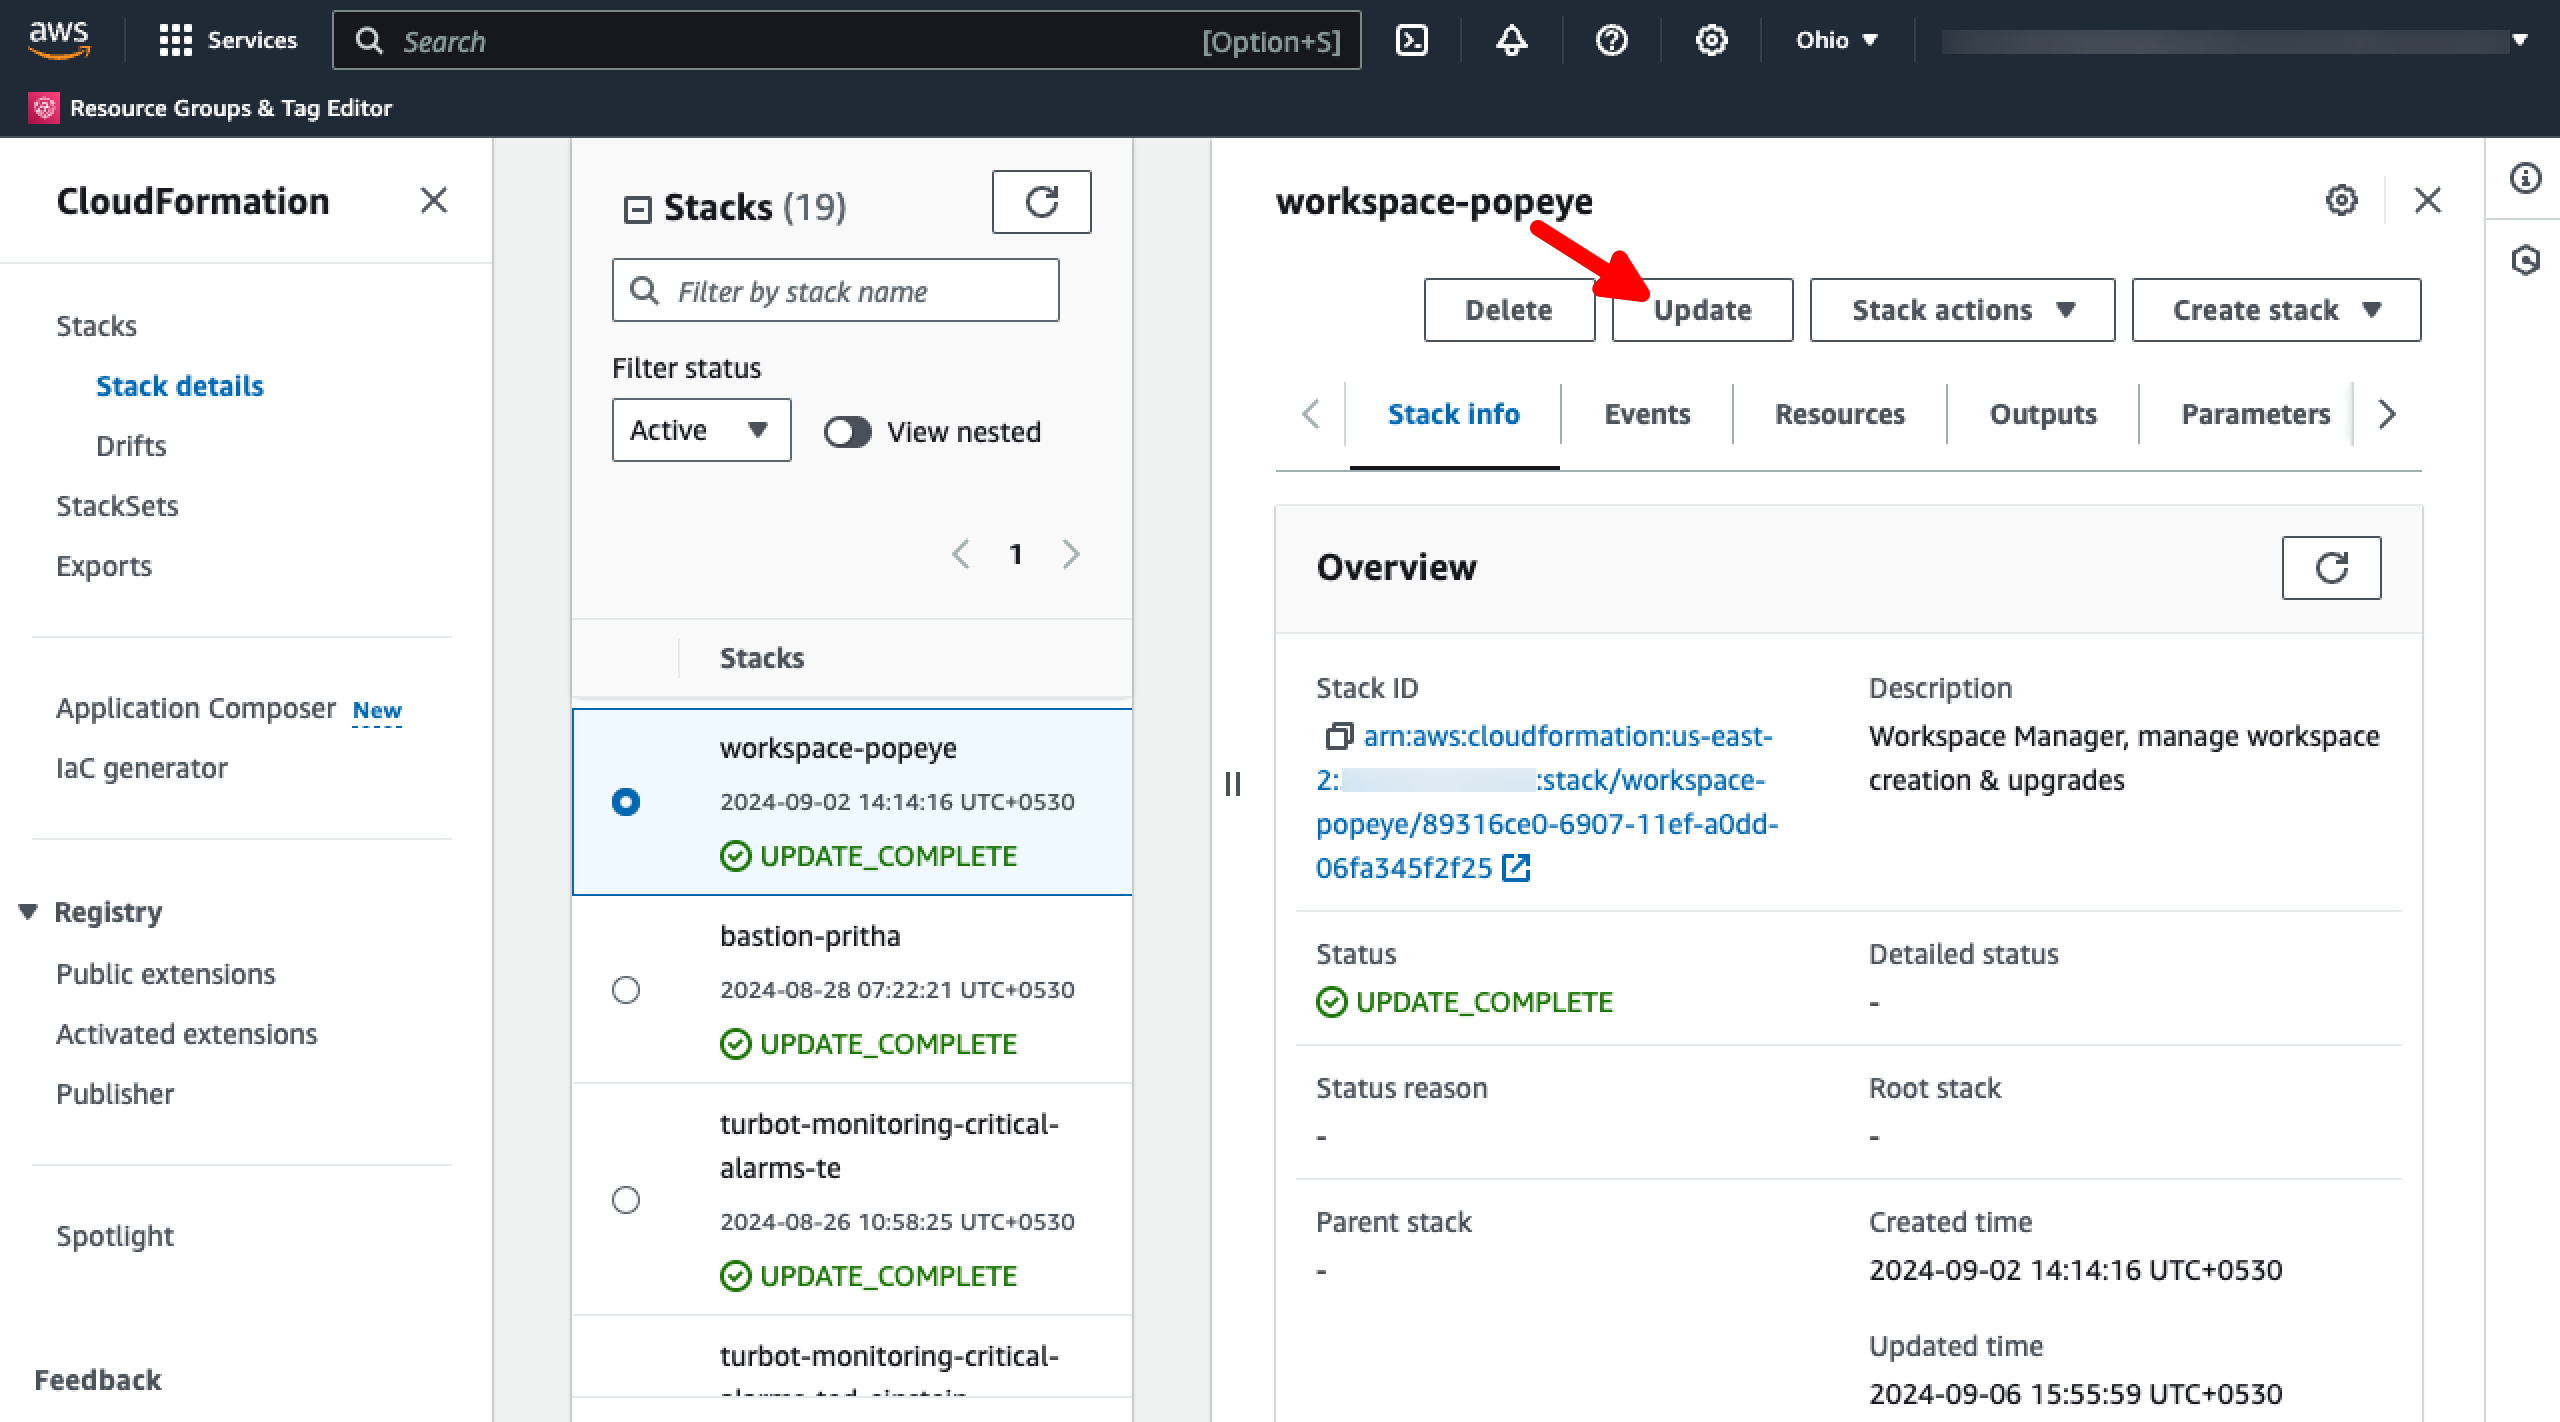 aws
Services
Search
[Option+S]
Ohio
Resource Groups & Tag Editor
CloudFormation
Stacks
Stack details
Drifts
StackSets
Exports
Application Composer New
IaC generator
Registry
Public extensions
Activated extensions
Publisher
Spotlight
Feedback
Stacks (19)
Filter by stack name
Filter status
Active
View nested
1
Stacks
workspace-popeye
2024-09-02 14:14:16 UTC+0530
UPDATE_COMPLETE
bastion-pritha
2024-08-28 07:22:21 UTC+0530
UPDATE_COMPLETE
turbot-monitoring-critical-
alarms-te
2024-08-26 10:58:25 UTC+0530
UPDATE_COMPLETE
turbot-monitoring-critical-
workspace-popeye
Delete
Update
Stack actions
Create stack
Stack info
Events
Resources
Outputs
Parameters
Overview
Stack ID
arn:aws:cloudformation:us-east-
2: :stack/workspace-
popeye/89316ce0-6907-11ef-a0dd-
06fa345f2f25
Description
Workspace Manager, manage workspace
creation & upgrades
Status
UPDATE_COMPLETE
Detailed status
-
Status reason
-
Root stack
-
Parent stack
-
Created time
2024-09-02 14:14:16 UTC+0530
Updated time
2024-09-06 15:55:59 UTC+0530